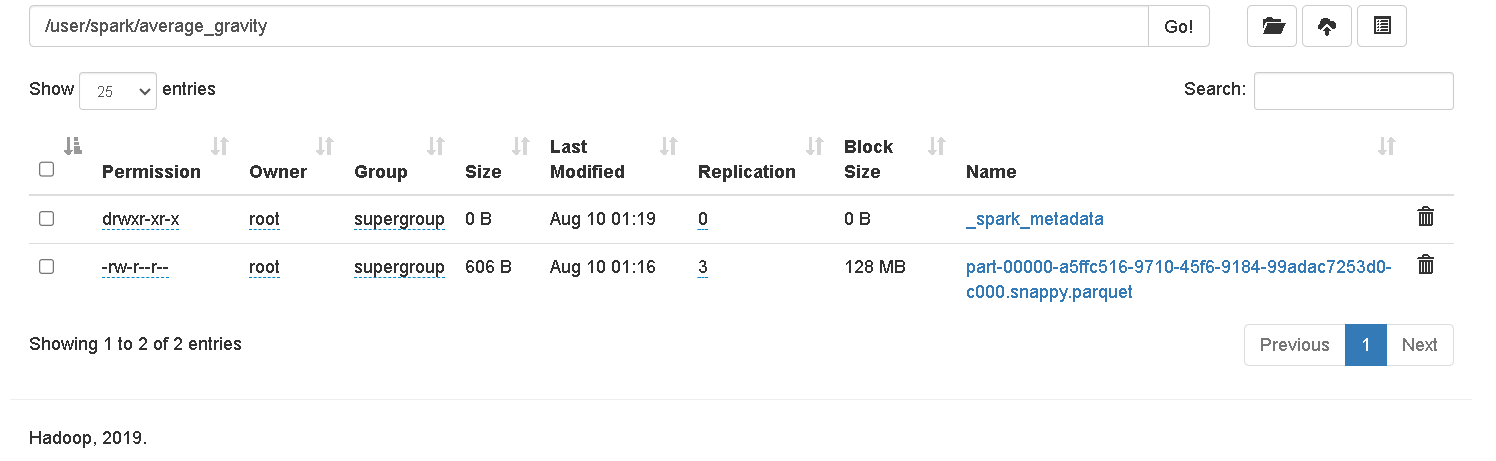 /user/spark/average_gravity Go!
Show 25 entries Search:
Permission Owner Group Size Last Modified Replication Block Size Name
drwxr-xr-x root supergroup 0 B Aug 10 01:19 0 0 B _spark_metadata
-rw-r--r-- root supergroup 606 B Aug 10 01:16 3 128 MB part-00000-a5ffc516-9710-45f6-9184-99adac7253d0-
c000.snappy.parquet
Showing 1 to 2 of 2 entries Previous 1 Next
Hadoop, 2019.